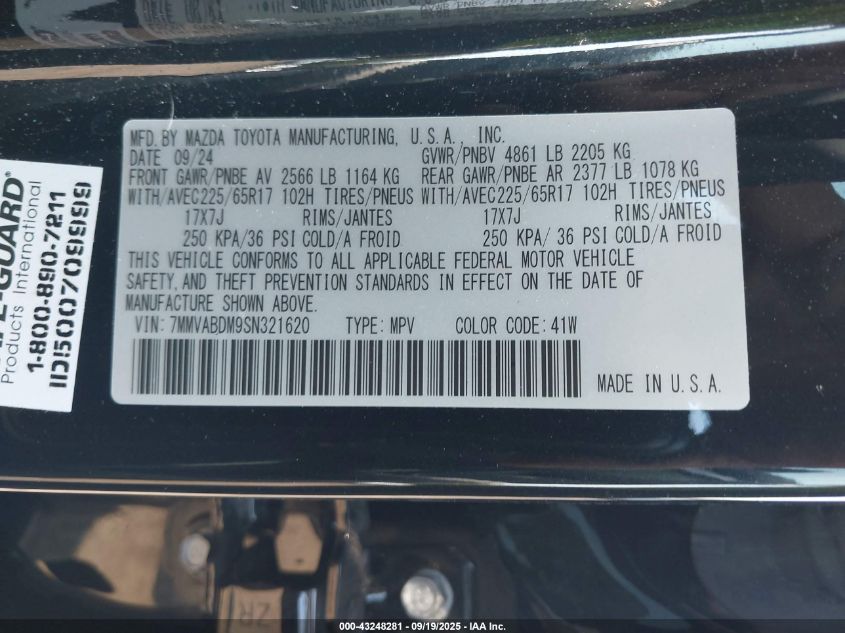 MFD. BY MAZDA TOYOTA MANUFACTURING, U.S.A., INC.
DATE 09/24 GVWR/PNBV 4861 LB 2205 KG
FRONT GAWR/PNBE AV 2566 LB 1164 KG REAR GAWR/PNBE AR 2377 LB 1078 KG
WITH/AVEC225/65R17 102H TIRES/PNEUS WITH/AVEC225/65R17 102H TIRES/PNEUS
17X7J RIMS/JANTES 17X7J RIMS/JANTES
250 KPA/36 PSI COLD/A FROID 250 KPA/ 36 PSI COLD/A FROID
THIS VEHICLE CONFORMS TO ALL APPLICABLE FEDERAL MOTOR VEHICLE
SAFETY, AND THEFT PREVENTION STANDARDS IN EFFECT ON THE DATE OF
MANUFACTURE SHOWN ABOVE.
VIN: 7MMVABDM9SN321620 TYPE: MPV COLOR CODE: 41W
MADE IN U.S.A.
-GUARD®
Products International
1-800-890-7211
IID1500709999
2R
000-43248281 - 09/19/2025 - IAA Inc.